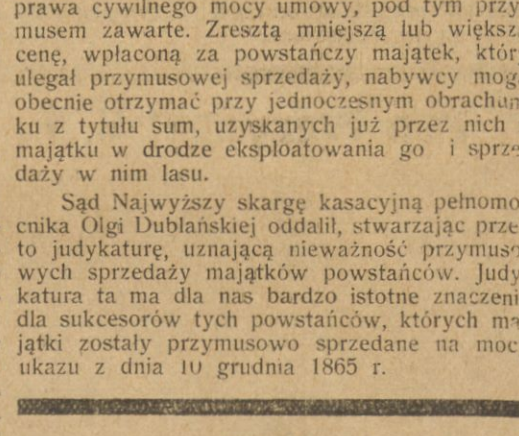 prawa cywilnego mocy umowy, pod tym przy
musem zawarte. Zresztą mniejszą lub większ
cenę, wpłaconą za powstańczy majątek, któr
ulegał przymusowej sprzedaży, nabywcy mog
obecnie otrzymać przy jednoczesnym obrachun
ku z tytułu sum, uzyskanych już przez nich
majątku w drodze eksploatowania go i sprze
daży w nim lasu.
Sąd Najwyższy skargę kasacyjną pełnomo
cnika Olgi Dublańskiej oddalił, stwarzając prze
to judykaturę, uznającą nieważność przymuso
wych sprzedaży majątków powstańców. Judy
katura ta ma dla nas bardzo istotne znaczeni
dla sukcesorów tych powstańców, których ma
jątki zostały przymusowo sprzedane na moc
ukazu z dnia 10 grudnia 1865 r.